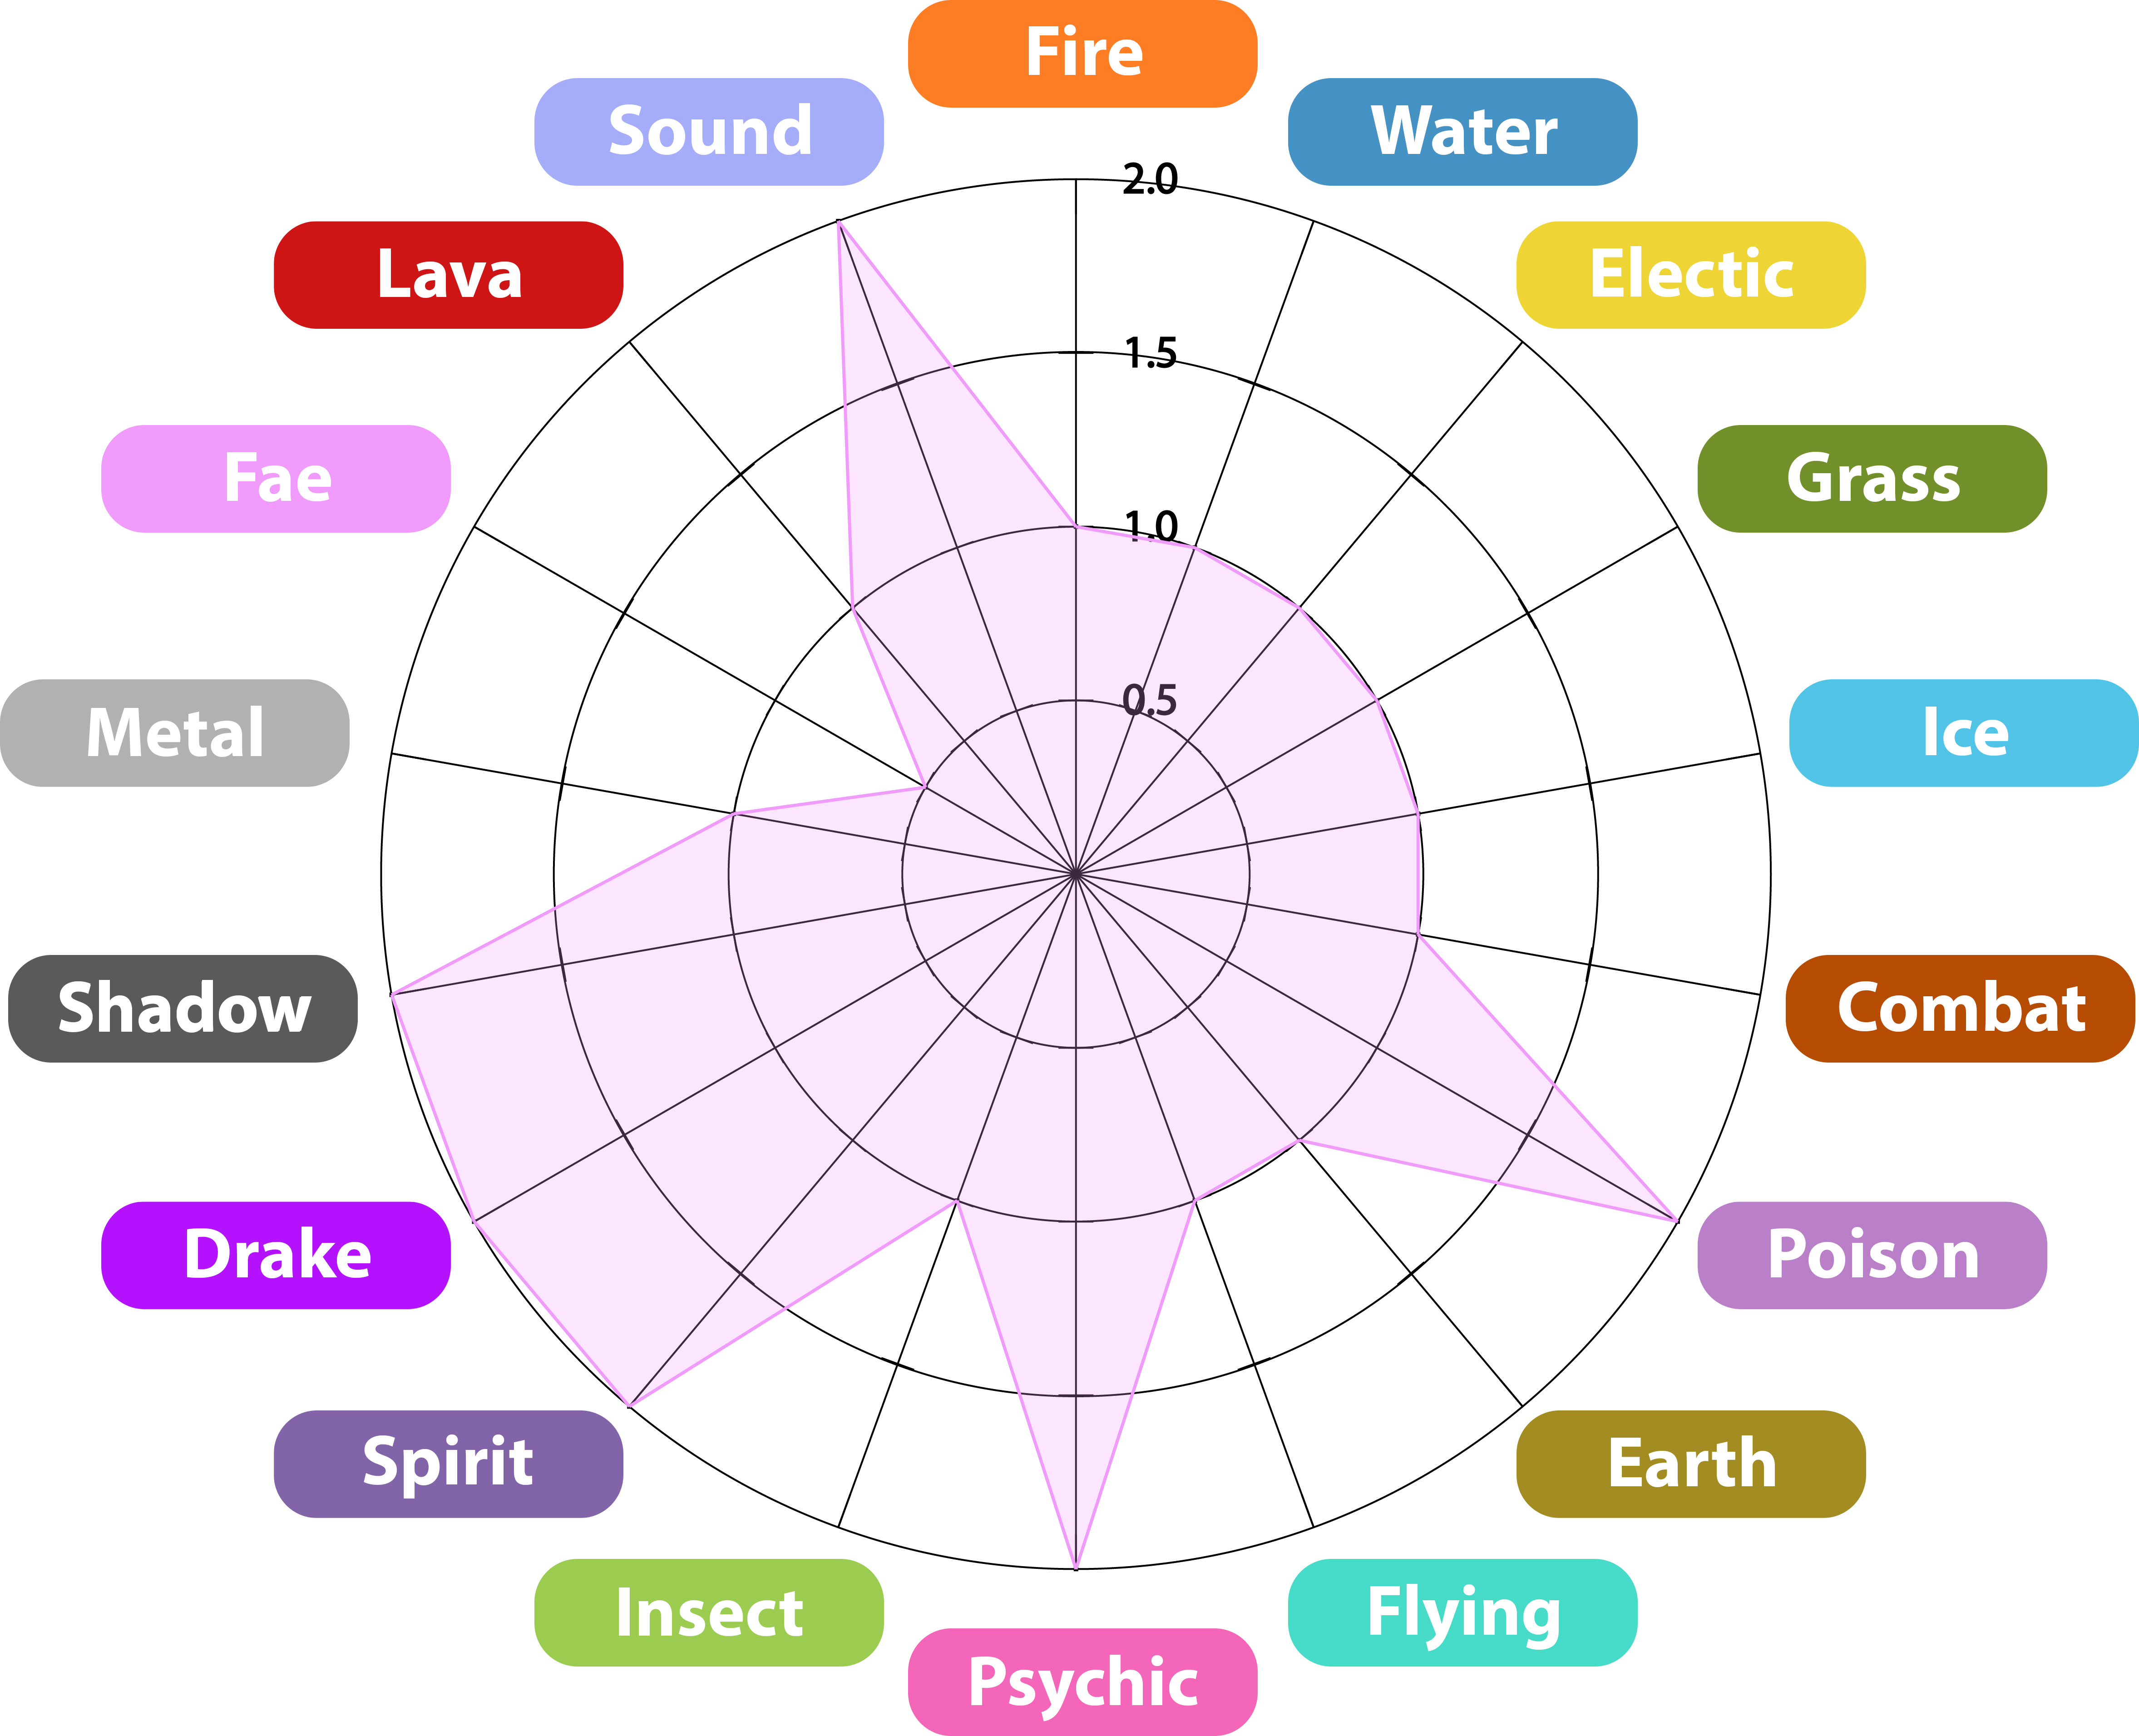 Fire
Sound
Water
2.0
Lava
Electic
1.5
Fae
Grass
1.0
Metal
0.5
Ice
Shadow
Combat
Drake
Poison
Spirit
Earth
Insect
Flying
Psychic